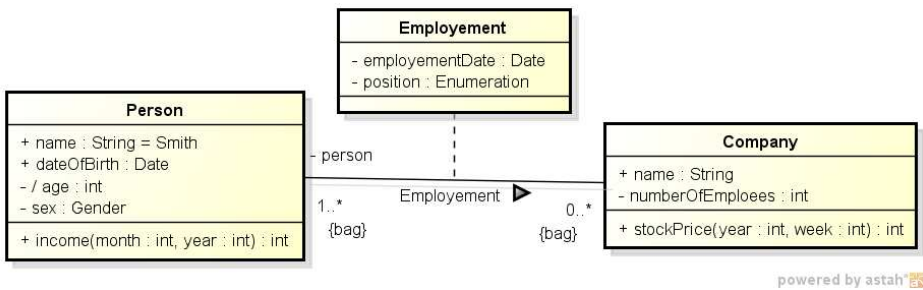 Employement
- employementDate : Date
- position : Enumeration
Person
+ name : String = Smith
+ dateOfBirth : Date
- / age : int
- sex : Gender
+ income(month : int, year : int) : int
- person
1..*
{bag}
Employement
0..*
{bag}
Company
+ name : String
- numberOfEmploees : int
+ stockPrice(year : int, week : int) : int
powered by astah*